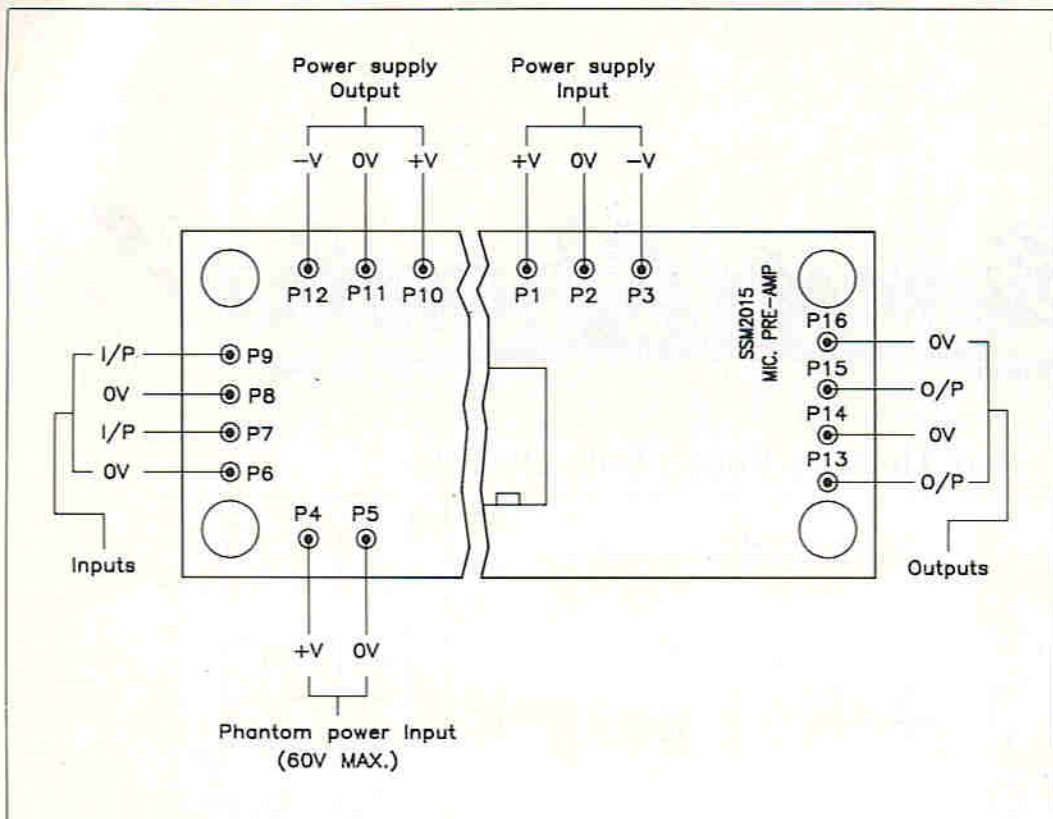 Power supply
Output
Power supply
Input
-V 0V +V
+V 0V -V
P12 P11 P10
P1 P2 P3
SSM2015
MIC. PRE-AMP
P16
0V
P15
O/P
P14
0V
P13
O/P
I/P P9
0V P8
I/P P7
0V P6
P4 P5
Inputs
Outputs
+V 0V
Phantom power Input
(60V MAX.)